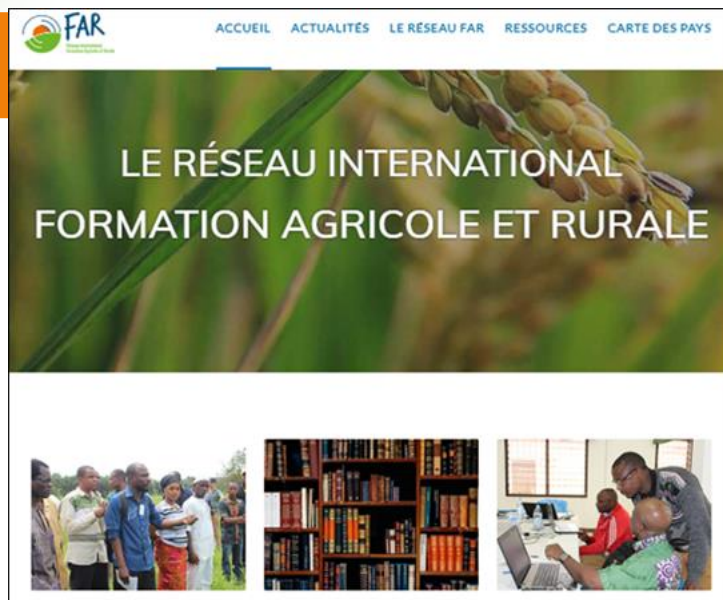 FAR
ACCUEIL ACTUALITÉS LE RÉSEAU FAR RESSOURCES CARTE DES PAYS
LE RÉSEAU INTERNATIONAL
FORMATION AGRICOLE ET RURALE